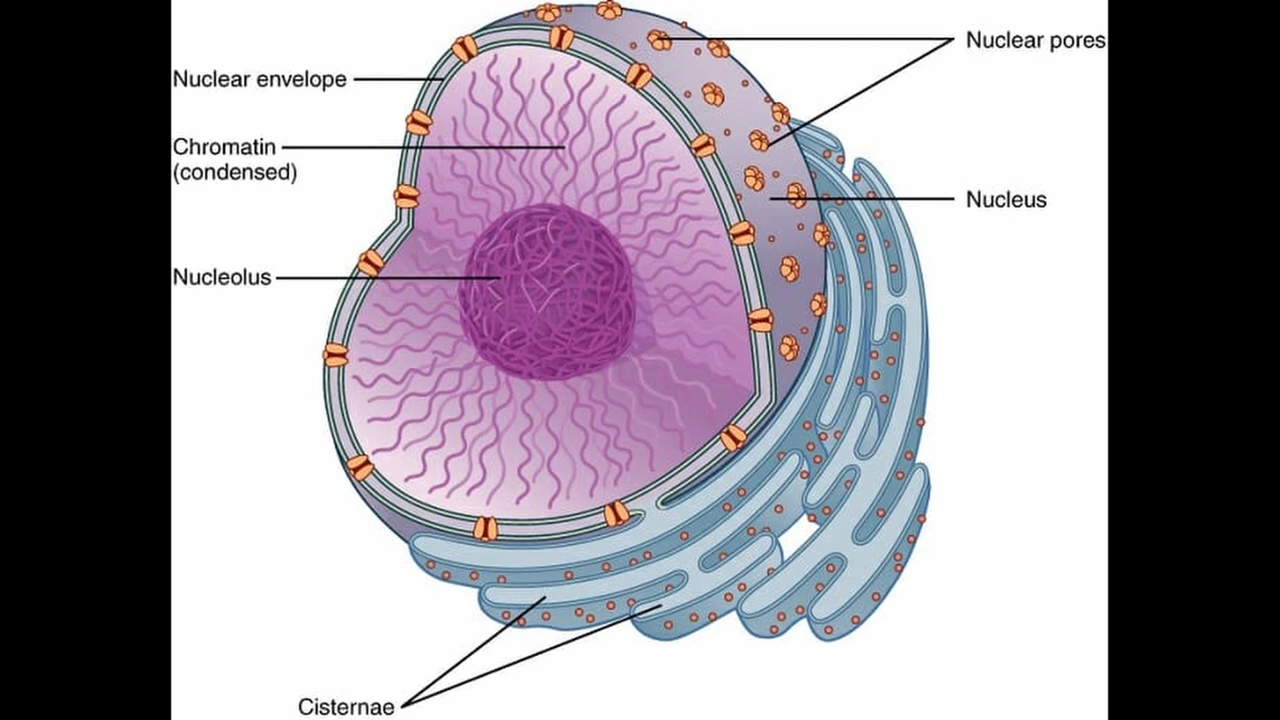 Nuclear pores
Nuclear envelope
Chromatin
(condensed)
Nucleus
Nucleolus
Cisternae